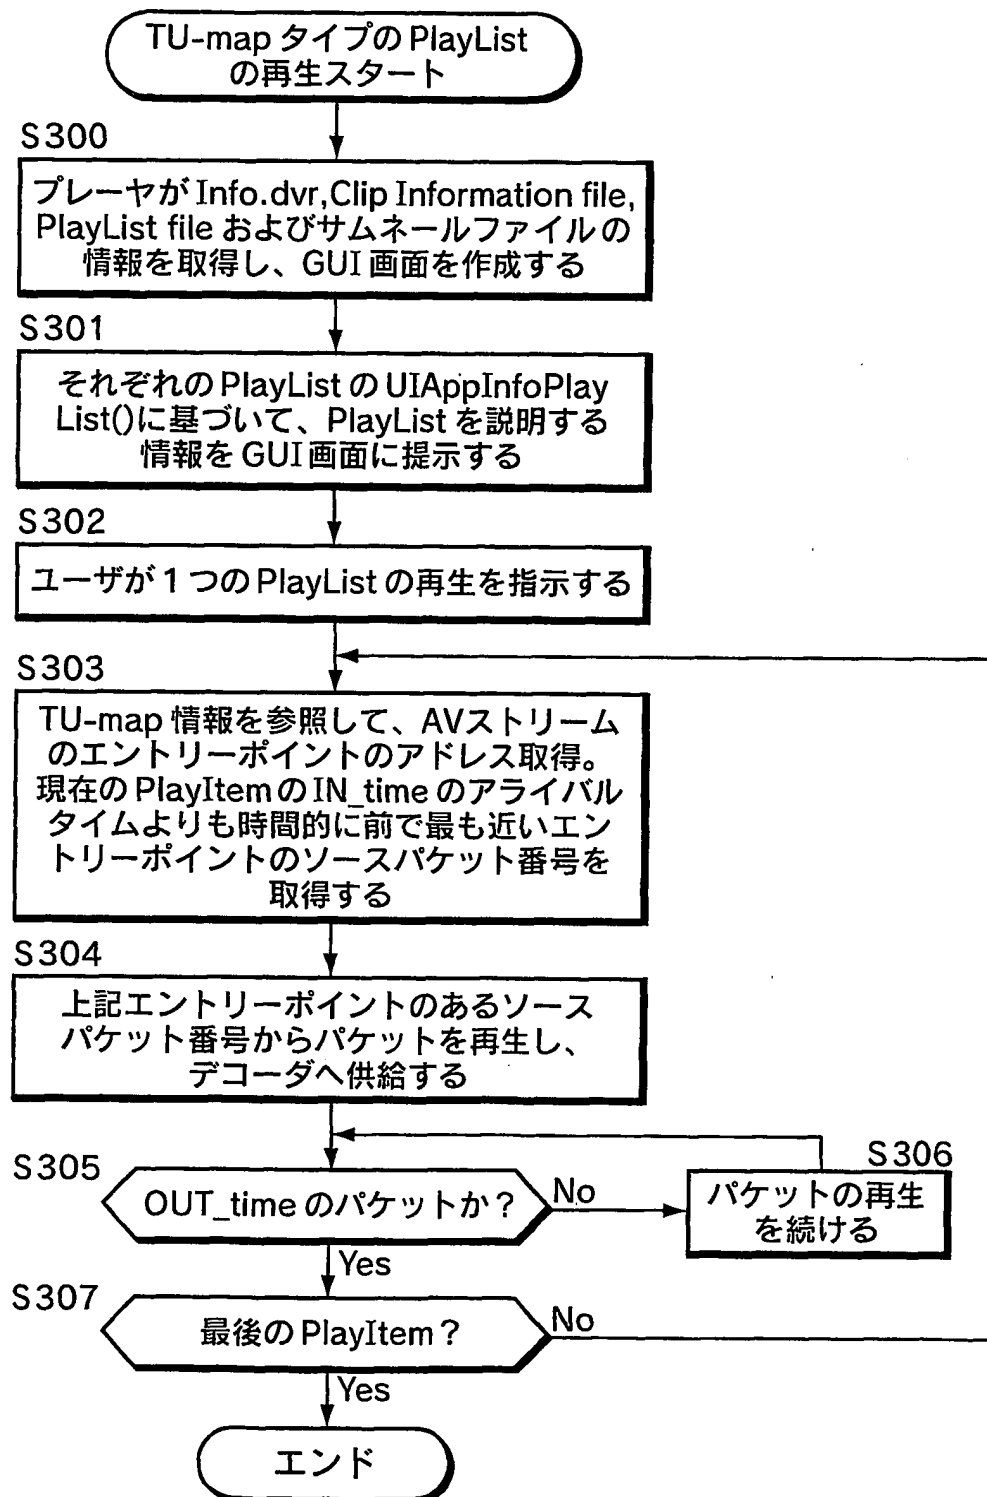 TU-map タイプの PlayList
の再生スタート
S300
プレーヤが Info.dvr,Clip Information file,
PlayList file およびサムネールファイルの
情報を取得し、GUI 画面を作成する
S301
それぞれの PlayList の UIAppInfoPlay
List()に基づいて、PlayList を説明する
情報を GUI 画面に提示する
S302
ユーザが 1 つの PlayList の再生を指示する
S303
TU-map 情報を参照して、AVストリーム
のエントリーポイントのアドレス取得。
現在の PlayItem の IN_time のアライバル
タイムよりも時間的に前で最も近いエン
トリーポイントのソースパケット番号を
取得する
S304
上記エントリーポイントのあるソース
パケット番号からパケットを再生し、
デコーダへ供給する
S305
OUT_time のパケットか？
No
S306
パケットの再生
を続ける
Yes
S307
最後の PlayItem？
No
Yes
エンド